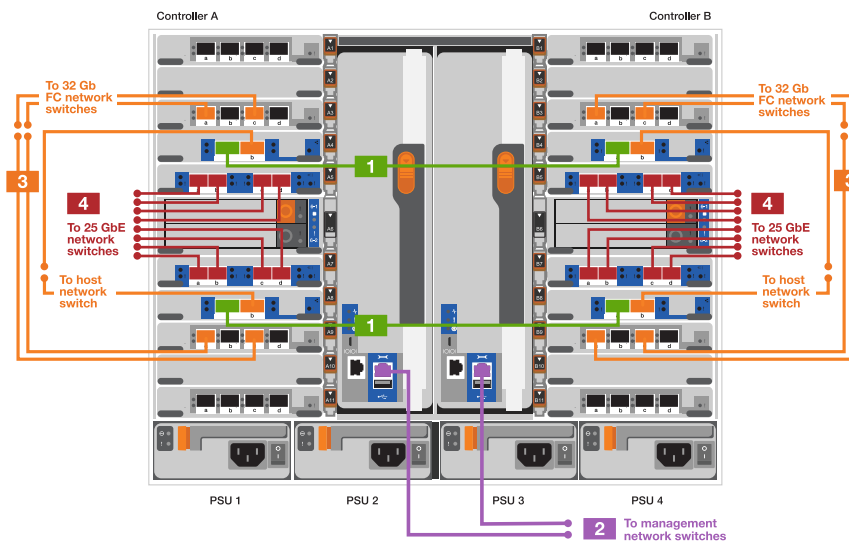 Controller A
Controller B
A1
B1
a b c d
a b c d
A2
B2
To 32 Gb
FC network
switches
To 32 Gb
FC network
switches
A3
B3
a b c d
a b c d
A4
B4
b
b
1
A5
B5
3
3
4
4
To 25 GbE
network
switches
To 25 GbE
network
switches
A6
B6
A7
B7
To host
network
switch
To host
network
switch
A8
B8
b
b
1
A9
B9
a b c d
a b c d
A10
B10
A11
B11
a b c d
a b c d
PSU 1
PSU 2
PSU 3
PSU 4
2
To management
network switches